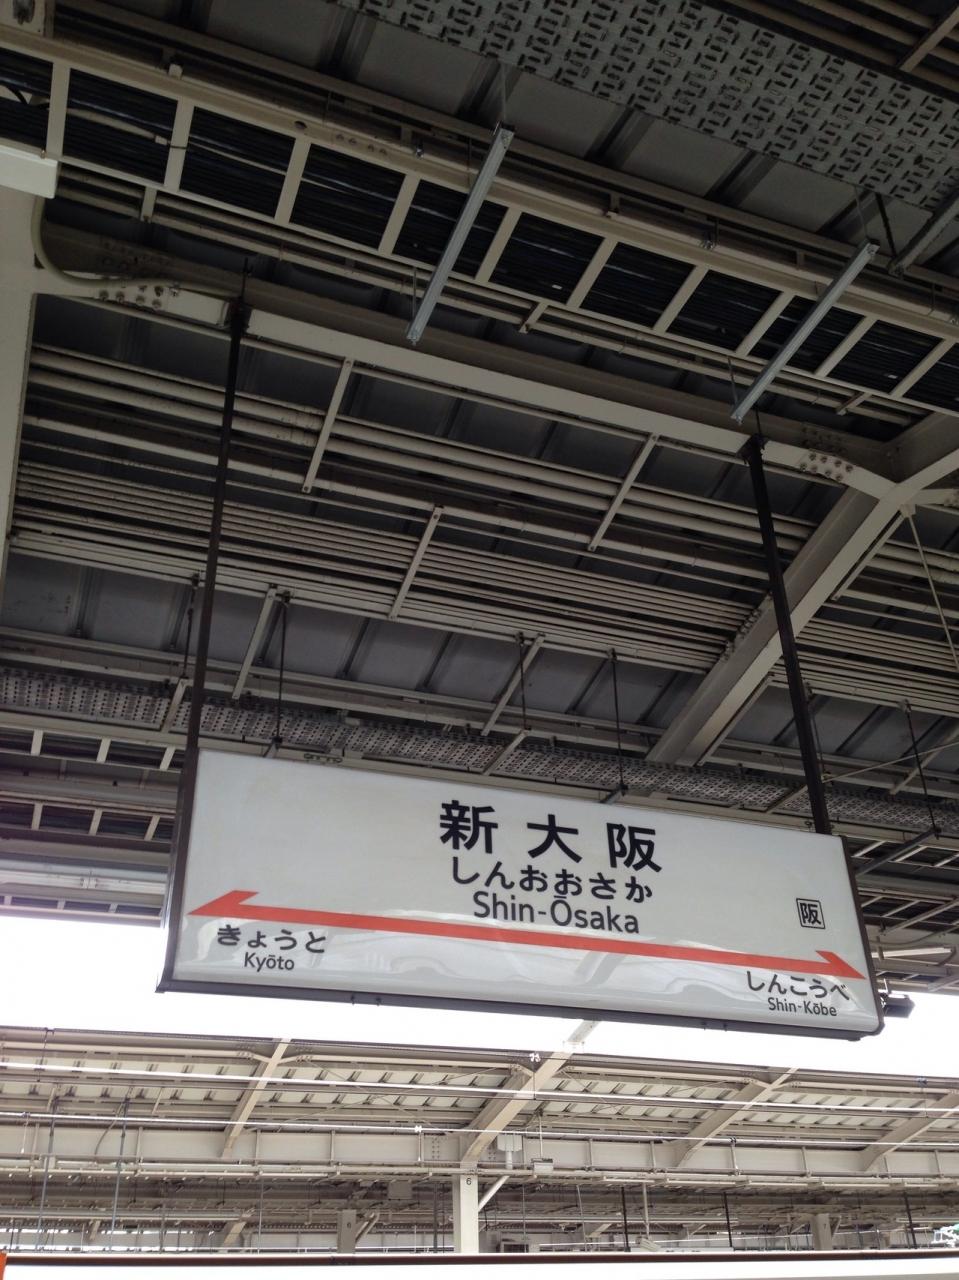 新大阪
しんおおさか
Shin-Ōsaka
阪
きょうと
Kyōto
しんこうべ
Shin-Kōbe
6